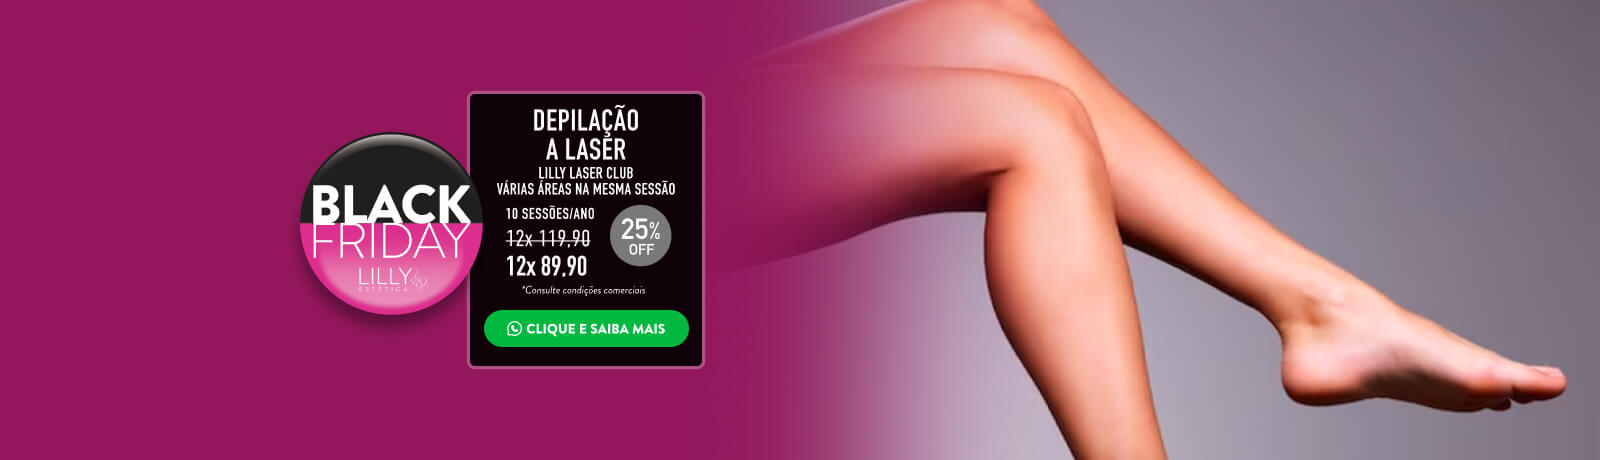 BLACK
FRIDAY
LILLY
ESTÉTICA
DEPILAÇÃO
A LASER
LILLY LASER CLUB
VÁRIAS ÁREAS NA MESMA SESSÃO
10 SESSÕES/ANO
12x 119,90
12x 89,90
25%
OFF
*Consulte condições comerciais
CLIQUE E SAIBA MAIS